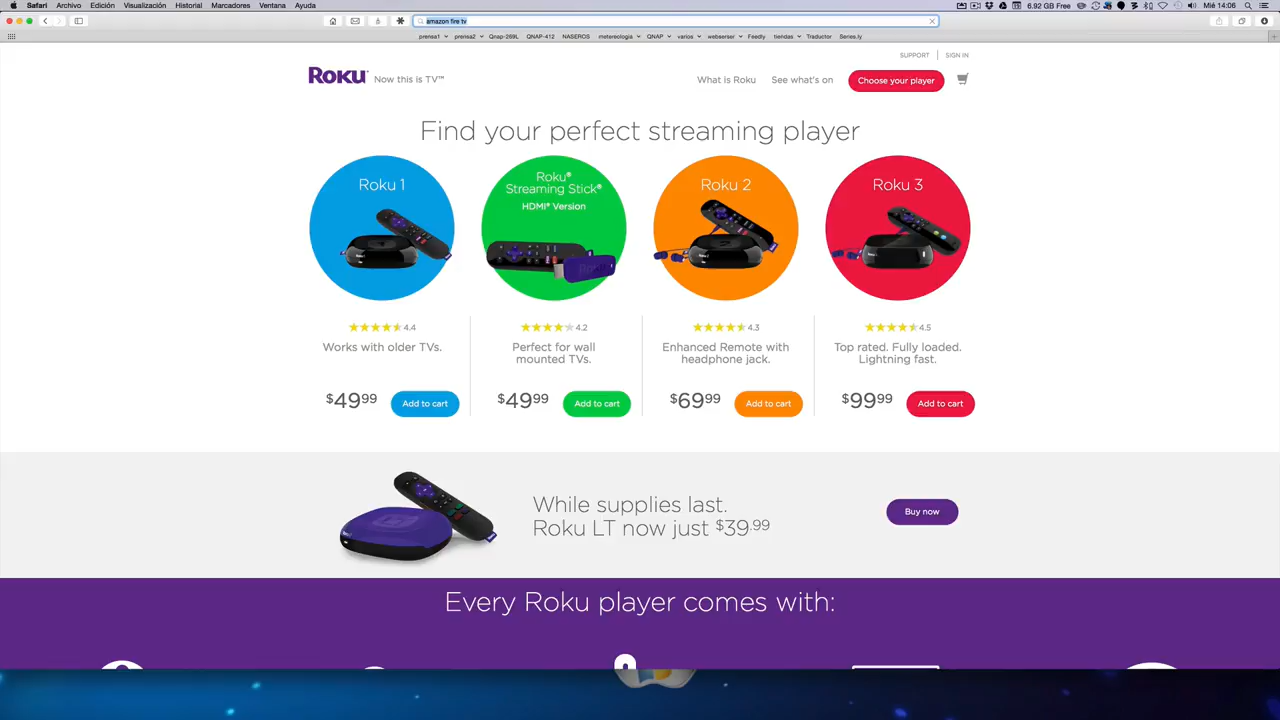 Safari Archivo Edición Visualización Historial Marcadores Ventana Ayuda
6.92 GB Free
Mié 14:06
amazon fire tv
prensa1 prensa2 Qnap-269L QNAP-412 NASEROS metereologia QNAP varios webserver Feedly tiendas Traductor Series.ly
SUPPORT SIGN IN
Roku Now this is TV™
What is Roku See what's on Choose your player
Find your perfect streaming player
Roku 1
Roku®
Streaming Stick®
HDMI® Version
Roku 2
Roku 3
4.4 4.2 4.3 4.5
Works with older TVs.
Perfect for wall
mounted TVs.
Enhanced Remote with
headphone jack.
Top rated. Fully loaded.
Lightning fast.
$49.99 Add to cart
$49.99 Add to cart
$69.99 Add to cart
$99.99 Add to cart
While supplies last.
Roku LT now just $39.99
Buy now
Every Roku player comes with: